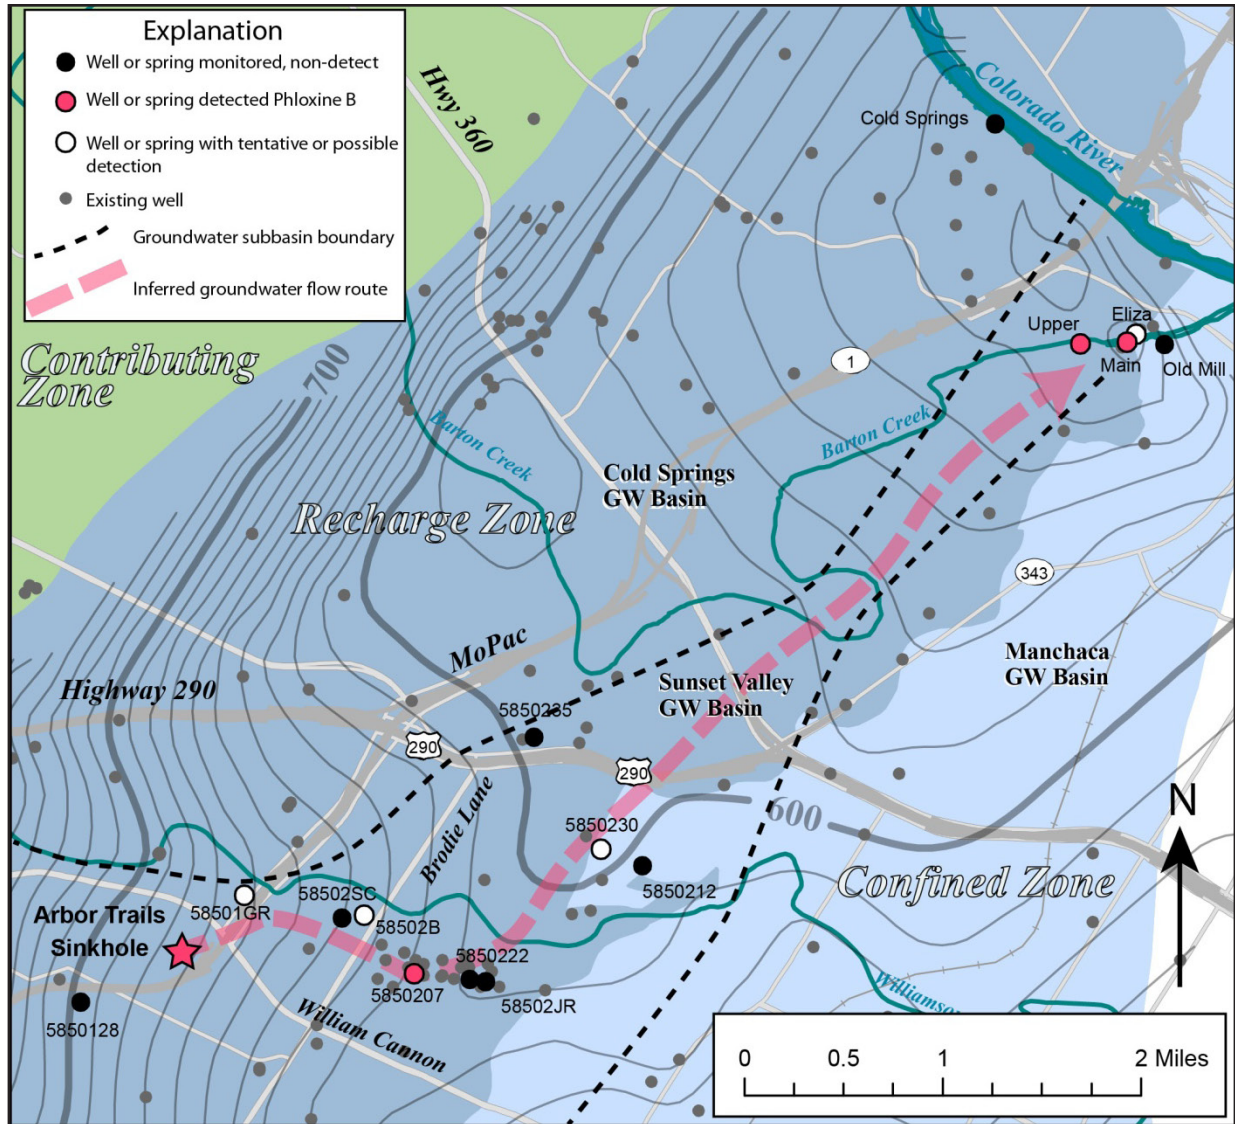 Explanation
Well or spring monitored, non-detect
Well or spring detected Phloxine B
Well or spring with tentative or possible
detection
Existing well
Groundwater subbasin boundary
Inferred groundwater flow route
Hwy 360
Colorado River
Cold Springs
Contributing
Zone
700
Upper
Eliza
Main
Old Mill
1
Barton Creek
Barton Creek
Cold Springs
GW Basin
Recharge Zone
343
MoPac
Manchaca
GW Basin
Highway 290
Sunset Valley
GW Basin
5850235
290
290
Brodie Lane
600
5850230
5850212
Confined Zone
N
58501GR
58502SC
58502B
Arbor Trails
Sinkhole
5850222
5850207
58502JR
5850128
William Cannon
Williamson
0 0.5 1 2 Miles